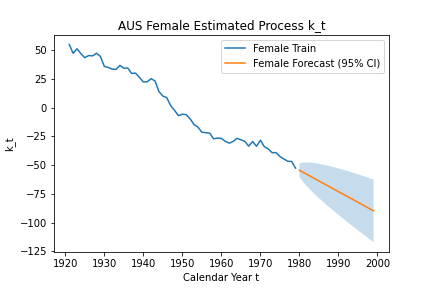 AUS Female Estimated Process k_t
Female Train
Female Forecast (95% CI)
k_t
50
25
0
−25
−50
−75
−100
−125
1920 1930 1940 1950 1960 1970 1980 1990 2000
Calendar Year t